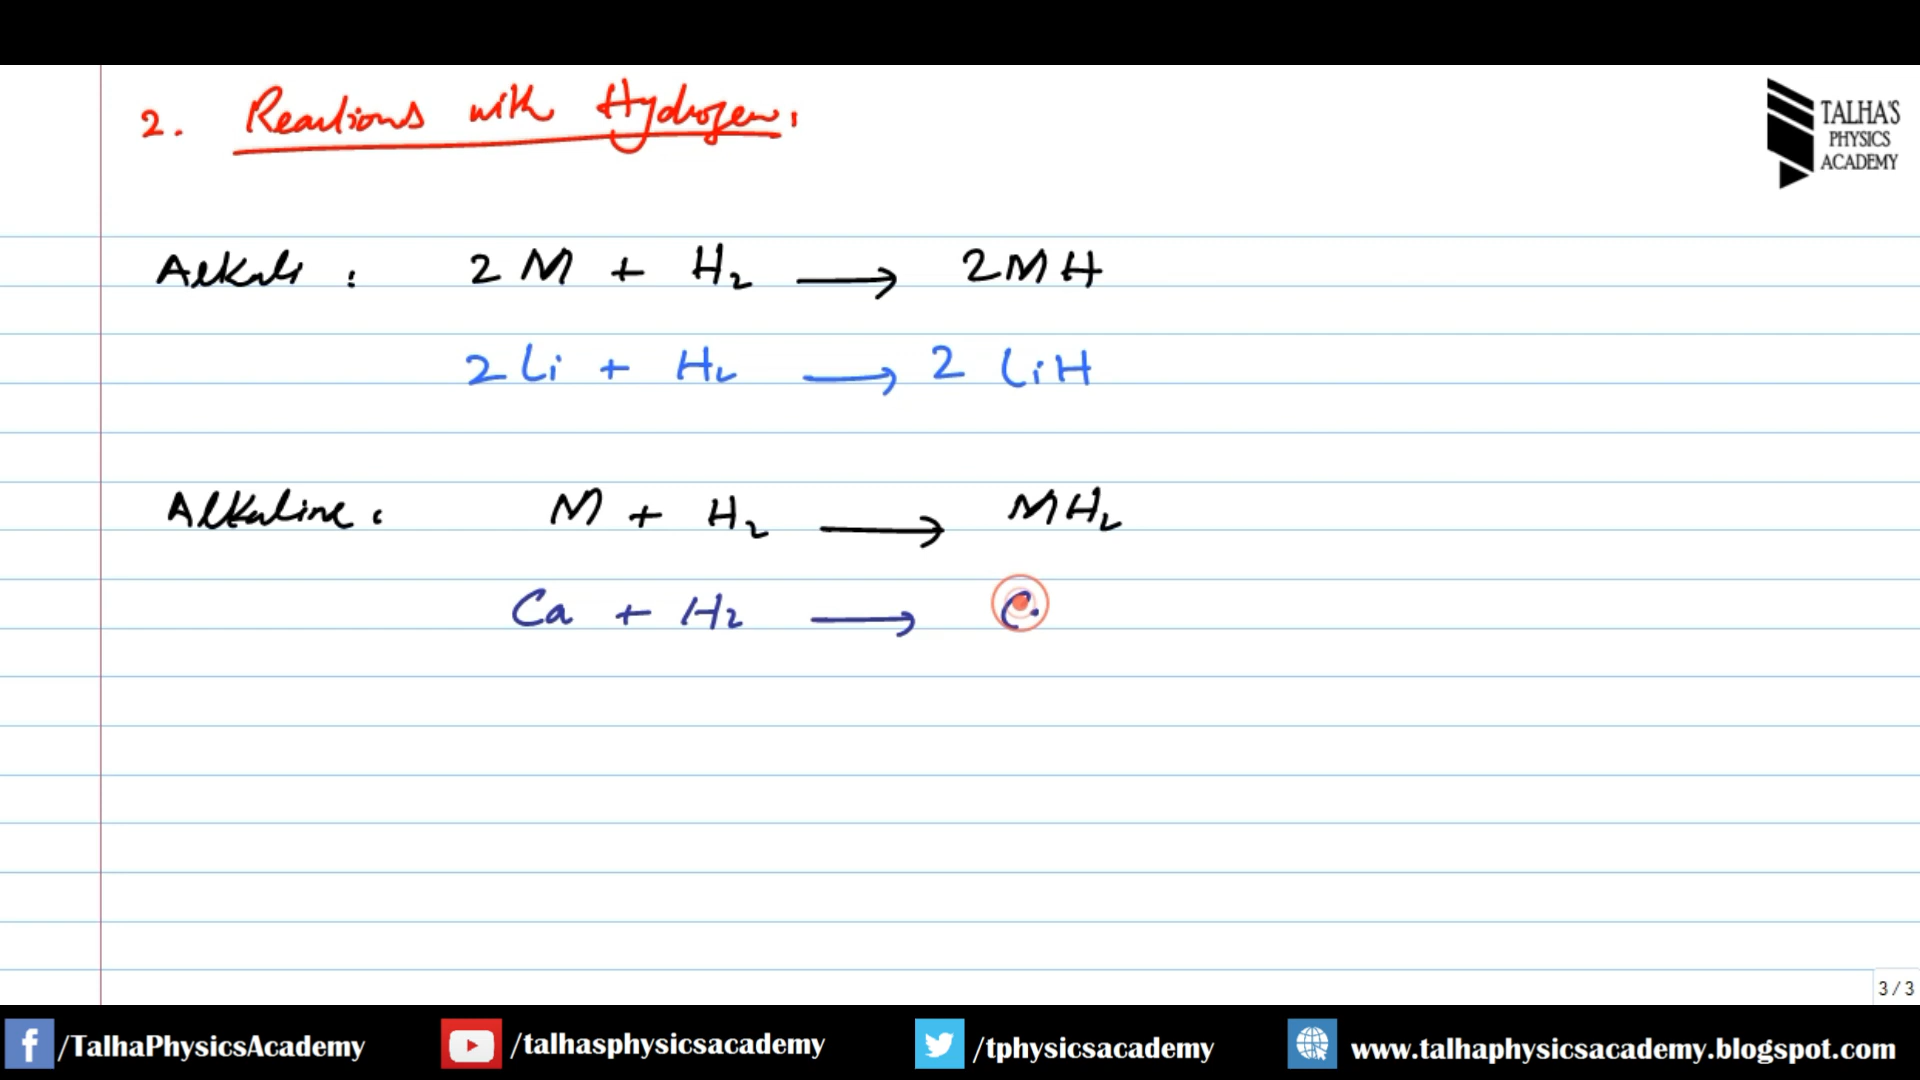 2. Reactions with Hydrogen.
TALHA'S
PHYSICS
ACADEMY
Alkali : 2 M + H₂ ⟶ 2MH
2Li + H₂ ⟶ 2 LiH
Alkaline : M + H₂ ⟶ MH₂
Ca + H₂ ⟶ C
3/3
/TalhaPhysicsAcademy /talhasphysicsacademy /tphysicsacademy www.talhaphysicsacademy.blogspot.com